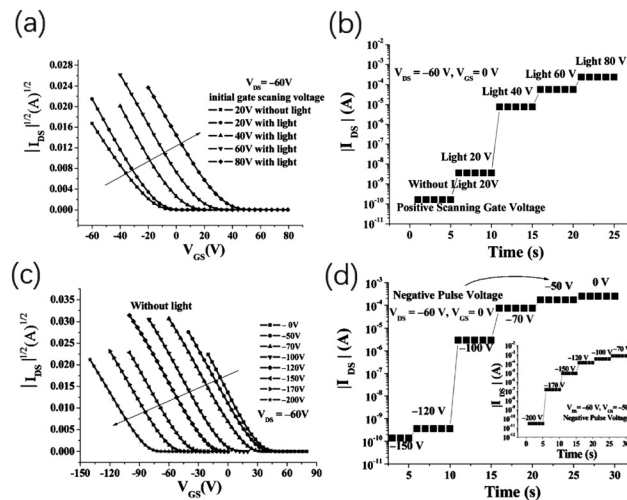 (a)
|I_DS|^1/2(A)^1/2
0.028
0.024
0.020
0.016
0.012
0.008
0.004
0.000
V_DS= –60V
initial gate scaning voltage
20V without light
20V with light
40V with light
60V with light
80V with light
-60 -40 -20 0 20 40 60 80
V_GS(V)
(b)
|I_DS| (A)
10^-3
10^-4
10^-5
10^-6
10^-7
10^-8
10^-9
10^-10
V_DS= –60 V, V_GS= 0 V
Light 80 V
Light 60 V
Light 40 V
Light 20 V
Without Light 20V
Positive Scanning Gate Voltage
0 5 10 15 20 25
Time (s)
(c)
|I_DS|^1/2(A)^1/2
0.035
0.030
0.025
0.020
0.015
0.010
0.005
0.000
Without light
– 0V
–50V
–70V
–100V
–120V
–150V
–170V
–200V
V_DS= –60V
-150 -120 -90 -60 -30 0 30 60 90
V_GS(V)
(d)
|I_DS| (A)
10^-3
10^-4
10^-5
10^-6
10^-7
10^-8
10^-9
10^-10
10^-11
Negative Pulse Voltage
V_DS= –60 V, V_GS= 0 V
–50 V
0 V
–70 V
–100 V
–120 V
–150 V
5 10 15 20 25 30
Time (s)
|I_DS| (A)
–120 V
–100 V
–70 V
–150 V
–170 V
–200 V
Negative Pulse Voltage
0 5 10 15 20 25 30
Time (s)